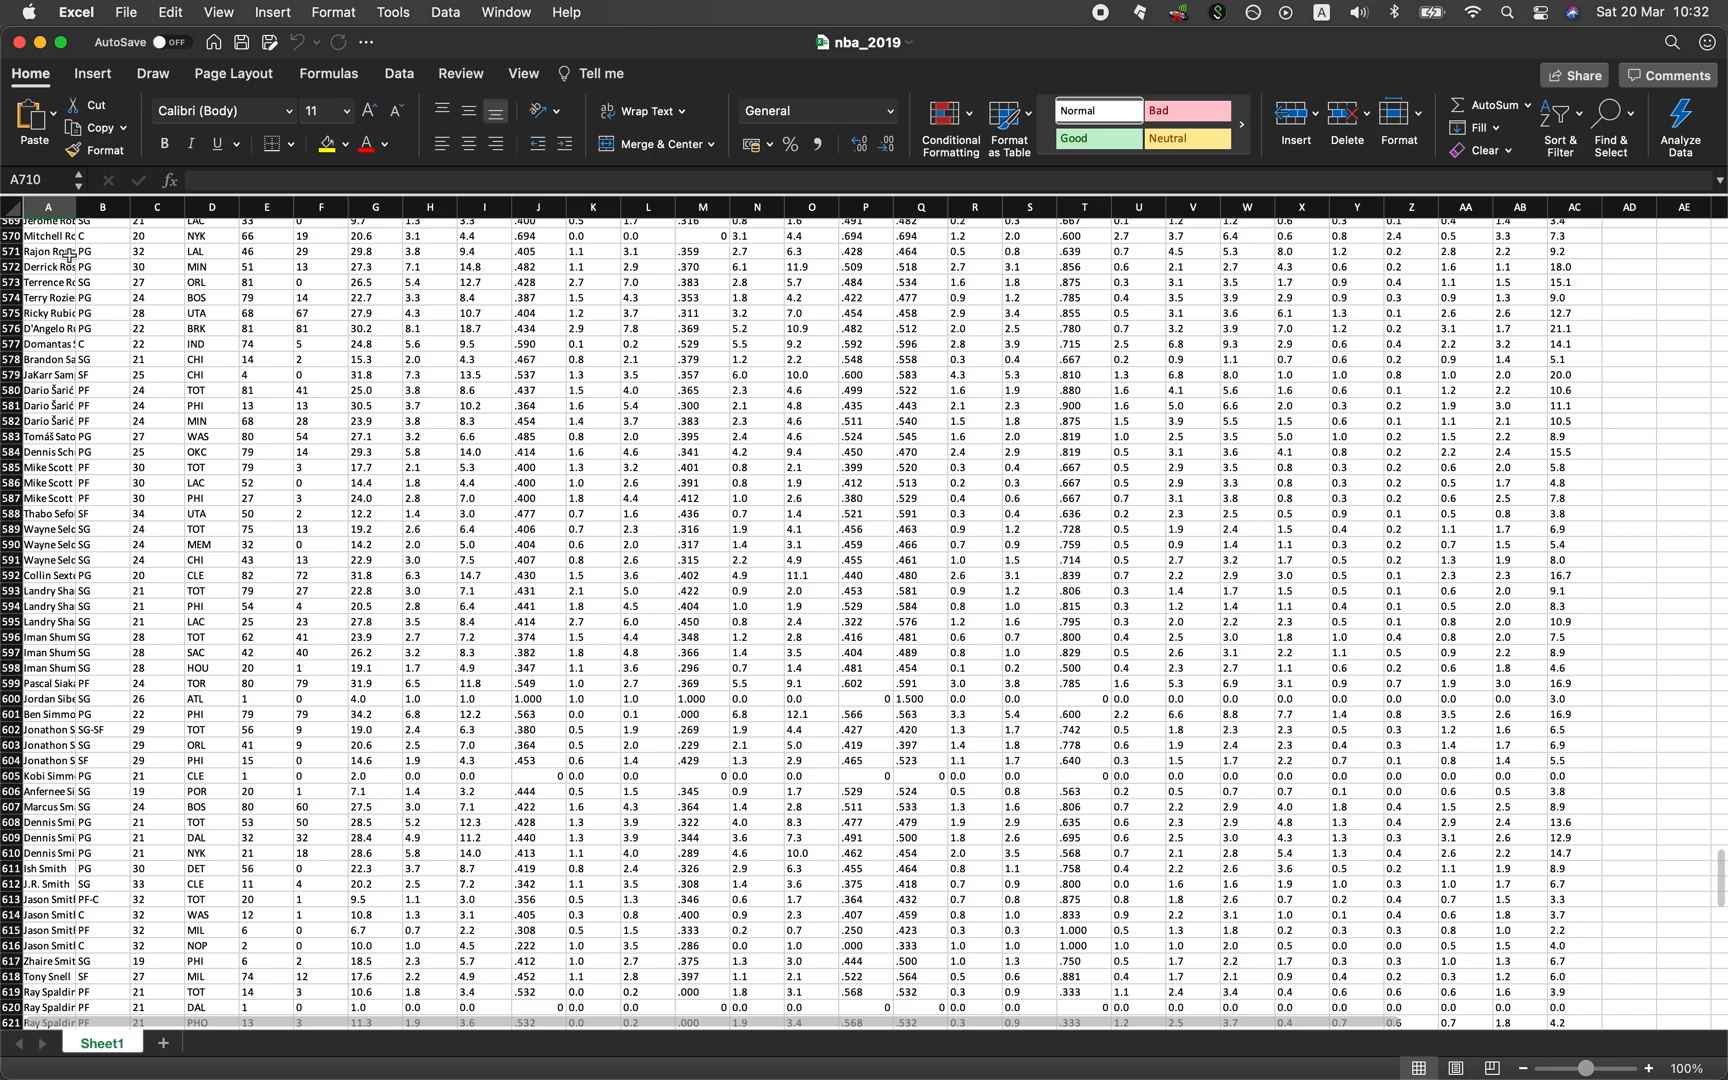 Excel File Edit View Insert Format Tools Data Window Help Sat 20 Mar 10:32
AutoSave OFF nba_2019
Home Insert Draw Page Layout Formulas Data Review View Tell me Share Comments
Paste Cut Copy Format Calibri (Body) 11 Wrap Text Merge & Center General Conditional Formatting Format as Table Normal Bad Good Neutral Insert Delete Format AutoSum Fill Clear Sort & Filter Find & Select Analyze Data
A710 fx
A B C D E F G H I J K L M N O P Q R S T U V W X Y Z AA AB AC AD AE
570 Mitchell Ro C 20 NYK 66 19 20.6 3.1 4.4 .694 0.0 0.0 0 3.1 4.4 .694 .694 1.2 2.0 .600 2.7 3.7 6.4 0.6 0.8 2.4 0.5 3.3 7.3
571 Rajon Ro PG 32 LAL 46 29 29.8 3.8 9.4 .405 1.1 3.1 .359 2.7 6.3 .428 .464 0.5 0.8 .639 0.7 4.5 5.3 8.0 1.2 0.2 2.8 2.2 9.2
572 Derrick Ros PG 30 MIN 51 13 27.3 7.1 14.8 .482 1.1 2.9 .370 6.1 11.9 .509 .518 2.7 3.1 .856 0.6 2.1 2.7 4.3 0.6 0.2 1.6 1.1 18.0
573 Terrence Ro SG 27 ORL 81 0 26.5 5.4 12.7 .428 2.7 7.0 .383 2.8 5.7 .484 .534 1.6 1.8 .875 0.3 3.1 3.5 1.7 0.9 0.4 1.1 1.5 15.1
574 Terry Rozie PG 24 BOS 79 14 22.7 3.3 8.4 .387 1.5 4.3 .353 1.8 4.2 .422 .477 0.9 1.2 .785 0.4 3.5 3.9 2.9 0.9 0.3 0.9 1.3 9.0
575 Ricky Rubio PG 28 UTA 68 67 27.9 4.3 10.7 .404 1.2 3.7 .311 3.2 7.0 .454 .458 2.9 3.4 .855 0.5 3.1 3.6 6.1 1.3 0.1 2.6 2.6 12.7
576 D'Angelo Ru PG 22 BRK 81 81 30.2 8.1 18.7 .434 2.9 7.8 .369 5.2 10.9 .482 .512 2.0 2.5 .780 0.7 3.2 3.9 7.0 1.2 0.2 3.1 1.7 21.1
577 Domantas S C 22 IND 74 5 24.8 5.6 9.5 .590 0.1 0.2 .529 5.5 9.2 .592 .596 2.8 3.9 .715 2.5 6.8 9.3 2.9 0.6 0.4 2.2 3.2 14.1
578 Brandon Sa SG 21 CHI 14 2 15.3 2.0 4.3 .467 0.8 2.1 .379 1.2 2.2 .548 .558 0.3 0.4 .667 0.2 0.9 1.1 0.7 0.6 0.2 0.9 1.4 5.1
579 JaKarr Sam SF 25 CHI 4 0 31.8 7.3 13.5 .537 1.3 3.5 .357 6.0 10.0 .600 .583 4.3 5.3 .810 1.3 6.8 8.0 1.0 1.0 0.8 1.0 2.0 20.0
580 Dario Šarić PF 24 TOT 81 41 25.0 3.8 8.6 .437 1.5 4.0 .365 2.3 4.6 .499 .522 1.6 1.9 .880 1.6 4.1 5.6 1.6 0.6 0.1 1.2 2.2 10.6
581 Dario Šarić PF 24 PHI 13 13 30.5 3.7 10.2 .364 1.6 5.4 .300 2.1 4.8 .435 .443 2.1 2.3 .900 1.6 5.0 6.6 2.0 0.3 0.2 1.9 3.0 11.1
582 Dario Šarić PF 24 MIN 68 28 23.9 3.8 8.3 .454 1.4 3.7 .383 2.3 4.6 .511 .540 1.5 1.8 .875 1.5 3.9 5.5 1.5 0.6 0.1 1.1 2.1 10.5
583 Tomáš Sato PG 27 WAS 80 54 27.1 3.2 6.6 .485 0.8 2.0 .395 2.4 4.6 .524 .545 1.6 2.0 .819 1.0 2.5 3.5 5.0 1.0 0.2 1.5 2.2 8.9
584 Dennis Sch PG 25 OKC 79 14 29.3 5.8 14.0 .414 1.6 4.6 .341 4.2 9.4 .450 .470 2.4 2.9 .819 0.5 3.1 3.6 4.1 0.8 0.2 2.2 2.4 15.5
585 Mike Scott PF 30 TOT 79 3 17.7 2.1 5.3 .400 1.3 3.2 .401 0.8 2.1 .399 .520 0.3 0.4 .667 0.5 2.9 3.5 0.8 0.3 0.2 0.6 2.0 5.8
586 Mike Scott PF 30 LAC 52 0 14.4 1.8 4.4 .400 1.0 2.6 .391 0.8 1.9 .412 .513 0.2 0.3 .667 0.5 2.9 3.3 0.8 0.3 0.2 0.5 1.7 4.8
587 Mike Scott PF 30 PHI 27 3 24.0 2.8 7.0 .400 1.8 4.4 .412 1.0 2.6 .380 .529 0.4 0.6 .667 0.7 3.1 3.8 0.8 0.3 0.2 0.6 2.5 7.8
588 Thabo Sefo SF 34 UTA 50 2 12.2 1.4 3.0 .477 0.7 1.6 .436 0.7 1.4 .521 .591 0.3 0.4 .636 0.2 2.3 2.5 0.5 0.9 0.1 0.5 0.8 3.8
589 Wayne Seld SG 24 TOT 75 13 19.2 2.6 6.4 .406 0.7 2.3 .316 1.9 4.1 .456 .463 0.9 1.2 .728 0.5 1.9 2.4 1.5 0.4 0.2 1.1 1.7 6.9
590 Wayne Seld SG 24 MEM 32 0 14.2 2.0 5.0 .404 0.6 2.0 .317 1.4 3.1 .459 .466 0.7 0.9 .759 0.5 0.9 1.4 1.1 0.3 0.2 0.7 1.5 5.4
591 Wayne Seld SG 24 CHI 43 13 22.9 3.0 7.5 .407 0.8 2.6 .315 2.2 4.9 .455 .461 1.0 1.5 .714 0.5 2.7 3.2 1.7 0.5 0.2 1.3 1.9 8.0
592 Collin Sexto PG 20 CLE 82 72 31.8 6.3 14.7 .430 1.5 3.6 .402 4.9 11.1 .440 .480 2.6 3.1 .839 0.7 2.2 2.9 3.0 0.5 0.1 2.3 2.3 16.7
593 Landry Sha SG 21 TOT 79 27 22.8 3.0 7.1 .431 2.1 5.0 .422 0.9 2.0 .453 .581 0.9 1.2 .806 0.3 1.4 1.7 1.5 0.5 0.1 0.6 2.0 9.1
594 Landry Sha SG 21 PHI 54 4 20.5 2.8 6.4 .441 1.8 4.5 .404 1.0 1.9 .529 .584 0.8 1.0 .815 0.3 1.2 1.4 1.1 0.4 0.1 0.5 2.0 8.3
595 Landry Sha SG 21 LAC 25 23 27.8 3.5 8.4 .414 2.7 6.0 .450 0.8 2.4 .322 .576 1.2 1.6 .795 0.3 2.0 2.2 2.3 0.5 0.1 0.8 2.0 10.9
596 Iman Shum SG 28 TOT 62 41 23.9 2.7 7.2 .374 1.5 4.4 .348 1.2 2.8 .416 .481 0.6 0.7 .800 0.4 2.5 3.0 1.8 1.0 0.4 0.8 2.0 7.5
597 Iman Shum SG 28 SAC 42 40 26.2 3.2 8.3 .382 1.8 4.8 .366 1.4 3.5 .404 .489 0.8 1.0 .829 0.5 2.6 3.1 2.2 1.1 0.5 0.9 2.2 8.9
598 Iman Shum SG 28 HOU 20 1 19.1 1.7 4.9 .347 1.1 3.6 .296 0.7 1.4 .481 .454 0.1 0.2 .500 0.4 2.3 2.7 1.1 0.6 0.2 0.6 1.8 4.6
599 Pascal Siaka PF 24 TOR 80 79 31.9 6.5 11.8 .549 1.0 2.7 .369 5.5 9.1 .602 .591 3.0 3.8 .785 1.6 5.3 6.9 3.1 0.9 0.7 1.9 3.0 16.9
600 Jordan Sibe SG 26 ATL 1 0 4.0 1.0 1.0 1.000 1.0 1.0 1.000 0.0 0.0 0 1.500 0.0 0.0 0 0.0 0.0 0.0 0.0 0.0 0.0 0.0 0.0 3.0
601 Ben Simmo PG 22 PHI 79 79 34.2 6.8 12.2 .563 0.0 0.1 .000 6.8 12.1 .566 .563 3.3 5.4 .600 2.2 6.6 8.8 7.7 1.4 0.8 3.5 2.6 16.9
602 Jonathon S SG-SF 29 TOT 56 9 19.0 2.4 6.3 .380 0.5 1.9 .269 1.9 4.4 .427 .420 1.3 1.7 .742 0.5 1.8 2.3 2.3 0.5 0.3 1.2 1.6 6.5
603 Jonathon S SG 29 ORL 41 9 20.6 2.5 7.0 .364 0.5 2.0 .229 2.1 5.0 .419 .397 1.4 1.8 .778 0.6 1.9 2.4 2.4 0.4 0.3 1.4 1.7 6.9
604 Jonathon S SF 29 PHI 15 0 14.6 1.9 4.3 .453 0.6 1.4 .429 1.3 2.9 .465 .523 1.1 1.7 .640 0.3 1.5 1.7 2.2 0.7 0.1 0.8 1.4 5.5
605 Kobi Simm PG 21 CLE 1 0 2.0 0.0 0.0 0 0.0 0.0 0 0.0 0.0 0 0 0.0 0.0 0 0.0 0.0 0.0 0.0 0.0 0.0 0.0 0.0 0.0
606 Anfernee Si SG 19 POR 20 1 7.1 1.4 3.2 .444 0.5 1.5 .345 0.9 1.7 .529 .524 0.5 0.8 .563 0.2 0.5 0.7 0.7 0.1 0.0 0.6 0.5 3.8
607 Marcus Sm SG 24 BOS 80 60 27.5 3.0 7.1 .422 1.6 4.3 .364 1.4 2.8 .511 .533 1.3 1.6 .806 0.7 2.2 2.9 4.0 1.8 0.4 1.5 2.5 8.9
608 Dennis Smi PG 21 TOT 53 50 28.5 5.2 12.3 .428 1.3 3.9 .322 4.0 8.3 .477 .479 1.9 2.9 .635 0.6 2.3 2.9 4.8 1.3 0.4 2.9 2.4 13.6
609 Dennis Smi PG 21 DAL 32 32 28.4 4.9 11.2 .440 1.3 3.9 .344 3.6 7.3 .491 .500 1.8 2.6 .695 0.6 2.5 3.0 4.3 1.3 0.3 3.1 2.6 12.9
610 Dennis Smi PG 21 NYK 21 18 28.6 5.8 14.0 .413 1.1 4.0 .289 4.6 10.0 .462 .454 2.0 3.5 .568 0.7 2.1 2.8 5.4 1.3 0.4 2.6 2.2 14.7
611 Ish Smith PG 30 DET 56 0 22.3 3.7 8.7 .419 0.8 2.4 .326 2.9 6.3 .455 .464 0.8 1.1 .758 0.4 2.2 2.6 3.6 0.5 0.2 1.1 1.9 8.9
612 J.R. Smith SG 33 CLE 11 4 20.2 2.5 7.2 .342 1.1 3.5 .308 1.4 3.6 .375 .418 0.7 0.9 .800 0.0 1.6 1.6 1.9 1.0 0.3 1.0 1.7 6.7
613 Jason Smitl PF-C 32 TOT 20 1 9.5 1.1 3.0 .356 0.5 1.3 .346 0.6 1.7 .364 .432 0.8 0.9 .875 0.8 1.8 2.6 0.7 0.2 0.4 0.7 1.5 3.3
614 Jason Smitl C 32 WAS 12 1 10.8 1.3 3.1 .405 0.3 0.8 .400 0.9 2.3 .407 .459 0.8 1.0 .833 0.9 2.2 3.1 1.0 0.1 0.4 0.6 1.8 3.7
615 Jason Smitl PF 32 MIL 6 0 6.7 0.7 2.2 .308 0.5 1.5 .333 0.2 0.7 .250 .423 0.3 0.3 1.000 0.5 1.3 1.8 0.2 0.3 0.3 0.8 1.0 2.2
616 Jason Smitl C 32 NOP 2 0 10.0 1.0 4.5 .222 1.0 3.5 .286 0.0 1.0 .000 .333 1.0 1.0 1.000 1.0 1.0 2.0 0.5 0.0 0.0 0.5 1.5 4.0
617 Zhaire Smit SG 19 PHI 6 2 18.5 2.3 5.7 .412 1.0 2.7 .375 1.3 3.0 .444 .500 1.0 1.3 .750 0.5 1.7 2.2 1.7 0.3 0.3 1.0 1.3 6.7
618 Tony Snell SF 27 MIL 74 12 17.6 2.2 4.9 .452 1.1 2.8 .397 1.1 2.1 .522 .564 0.5 0.6 .881 0.4 1.7 2.1 0.9 0.4 0.2 0.3 1.2 6.0
619 Ray Spaldin PF 21 TOT 14 3 10.6 1.8 3.4 .532 0.0 0.2 .000 1.8 3.1 .568 .532 0.3 0.9 .333 1.1 2.4 3.4 0.4 0.6 0.6 0.6 1.6 3.9
620 Ray Spaldin PF 21 DAL 1 0 1.0 0.0 0.0 0 0.0 0.0 0 0.0 0.0 0 0 0.0 0.0 0 0.0 0.0 0.0 0.0 0.0 0.0 0.0 0.0 0.0
621 Ray Spaldin PF 21 PHO 13 3 11.3 1.9 3.6 .532 0.0 0.2 .000 1.9 3.4 .568 .532 0.3 0.9 .333 1.2 2.5 3.7 0.4 0.7 0.6 0.7 1.8 4.2
Sheet1
100%